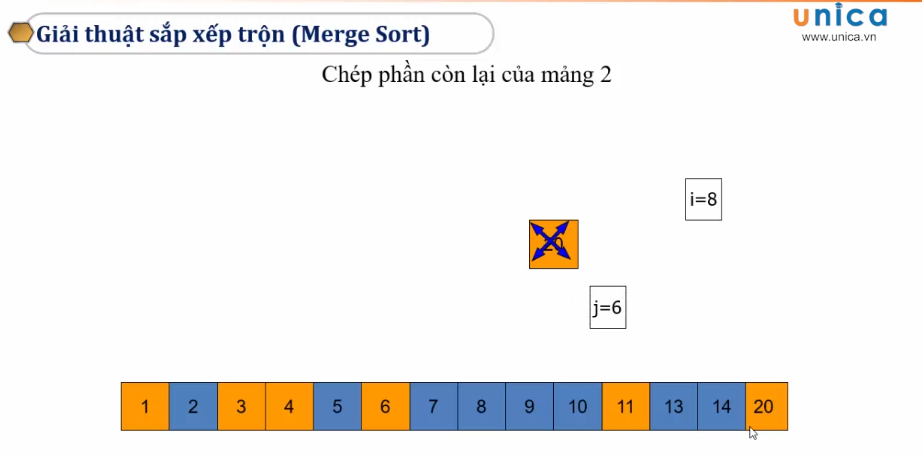 unica
www.unica.vn
Giải thuật sắp xếp trộn (Merge Sort)
Chép phần còn lại của mảng 2
i=8
20
j=6
1 2 3 4 5 6 7 8 9 10 11 13 14 20